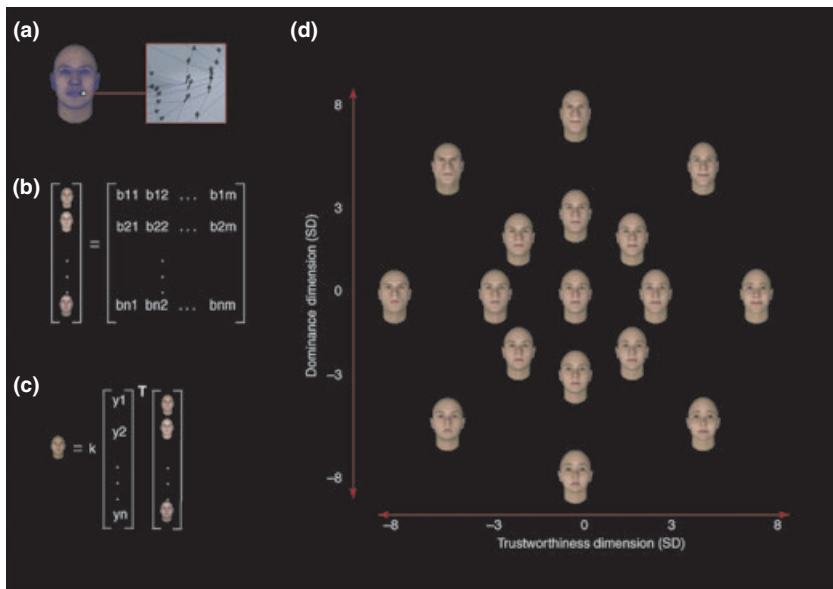 (a)
(b)
=
b11 b12 ... b1m
b21 b22 ... b2m
.
.
.
bn1 bn2 ... bnm
(c)
= k
y1
y2
.
.
.
yn
T
(d)
Dominance dimension (SD)
8
3
0
–3
–8
–8 –3 0 3 8
Trustworthiness dimension (SD)